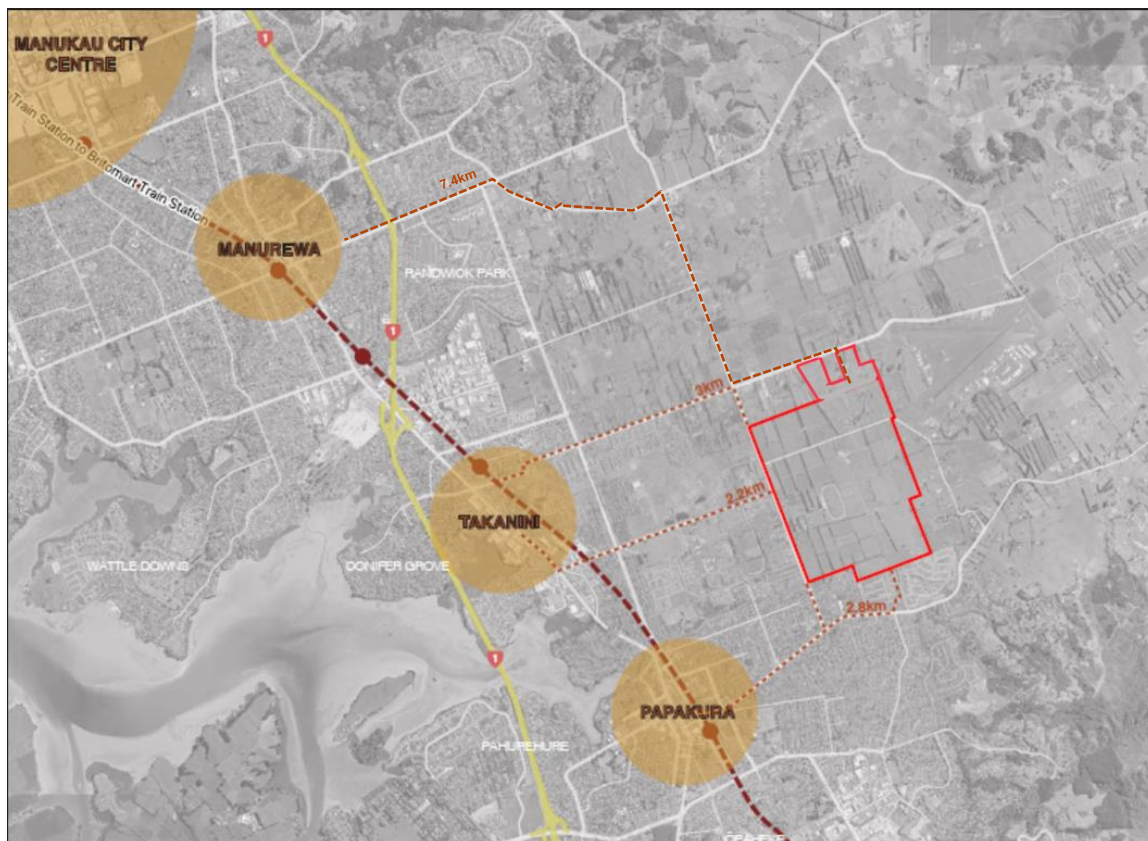 1
MANUKAU CITY
CENTRE
Train Station to Britomart Train Station
7.4km
MANUREWA
RANDWICK PARK
1
3km
2.2km
TAKANINI
WATTLE DOWNS
CONIFER GROVE
2.8km
1
PAPAKURA
PAHUREHURE